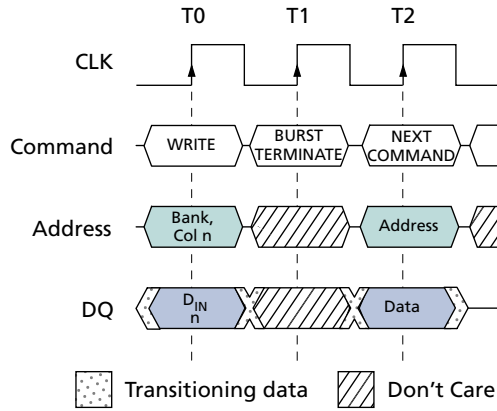 T0 T1 T2
CLK
Command WRITE BURST TERMINATE NEXT COMMAND
Address Bank, Col n Address
DQ DIN n Data
Transitioning data Don't Care